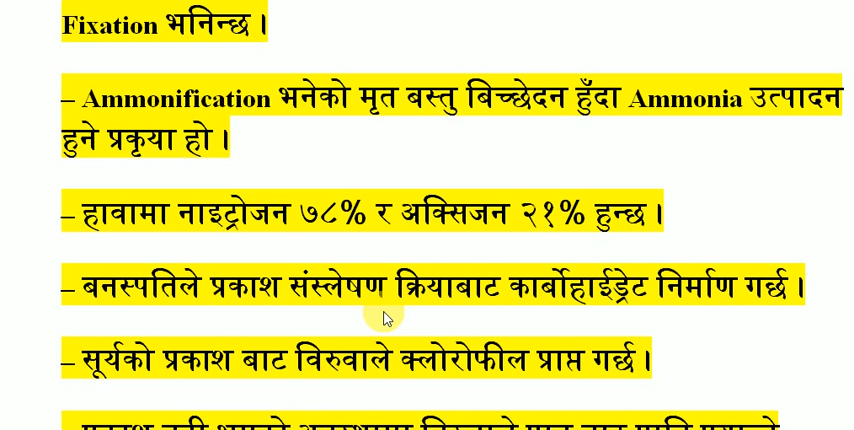 Fixation भनिन्छ ।
– Ammonification भनेको मृत बस्तु बिच्छेदन हुँदा Ammonia उत्पादन
हुने प्रकृया हो ।
– हावामा नाइट्रोजन ७८% र अक्सिजन २१% हुन्छ ।
– बनस्पतिले प्रकाश संस्लेषण क्रियाबाट कार्बोहाईड्रेट निर्माण गर्छ ।
– सूर्यको प्रकाश बाट विरुवाले क्लोरोफील प्राप्त गर्छ ।